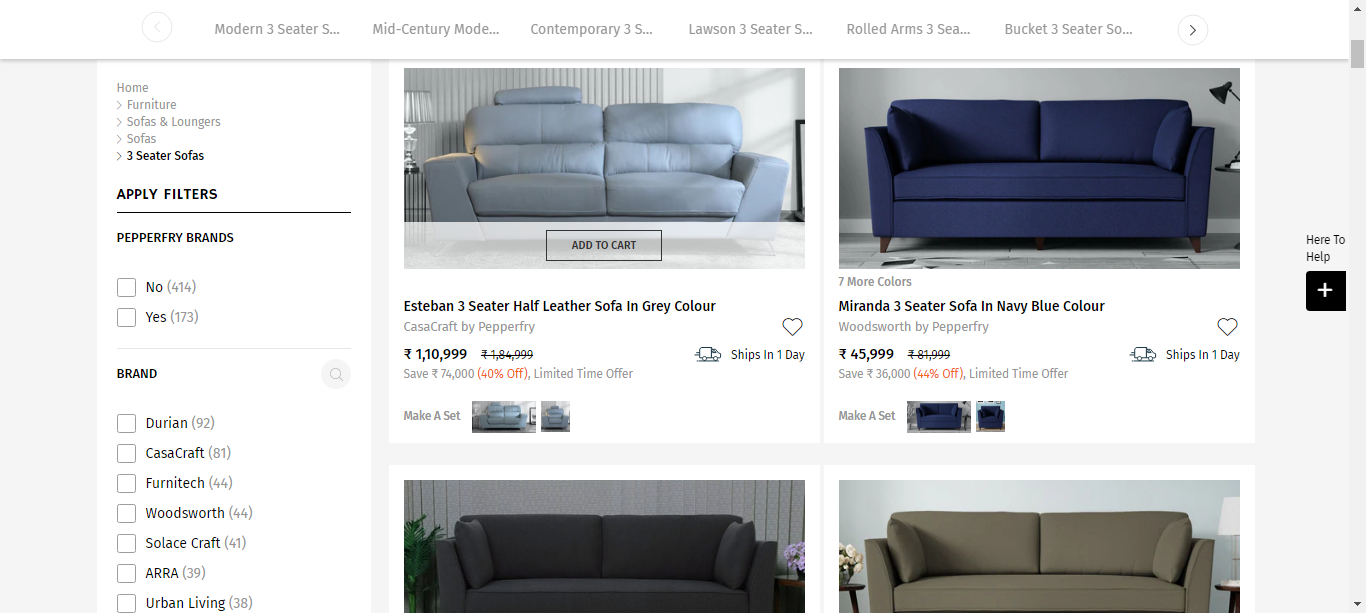 Modern 3 Seater S...
Mid-Century Mode...
Contemporary 3 S...
Lawson 3 Seater S...
Rolled Arms 3 Sea...
Bucket 3 Seater So...
Home
Furniture
Sofas & Loungers
Sofas
3 Seater Sofas
APPLY FILTERS
PEPPERFRY BRANDS
No (414)
Yes (173)
BRAND
Durian (92)
CasaCraft (81)
Furnitech (44)
Woodsworth (44)
Solace Craft (41)
ARRA (39)
Urban Living (38)
ADD TO CART
Esteban 3 Seater Half Leather Sofa In Grey Colour
CasaCraft by Pepperfry
₹ 1,10,999 ₹ 1,84,999
Ships In 1 Day
Save ₹ 74,000 (40% Off), Limited Time Offer
Make A Set
7 More Colors
Miranda 3 Seater Sofa In Navy Blue Colour
Woodsworth by Pepperfry
₹ 45,999 ₹ 81,999
Ships In 1 Day
Save ₹ 36,000 (44% Off), Limited Time Offer
Make A Set
Here To
Help